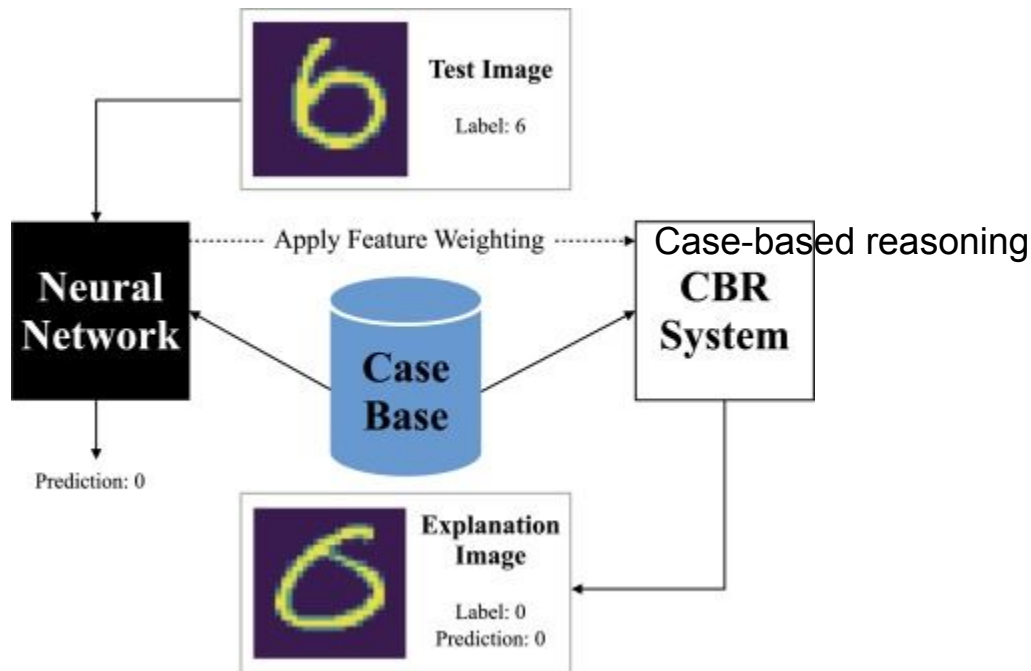 Test Image
Label: 6
Apply Feature Weighting
Case-based reasoning
Neural
Network
CBR
System
Case
Base
Prediction: 0
Explanation
Image
Label: 0
Prediction: 0